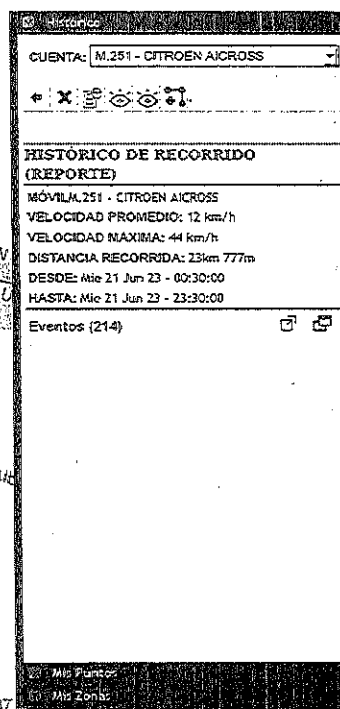 Histórico
CUENTA: M.251 - CITROEN AICROSS
HISTÓRICO DE RECORRIDO
(REPORTE)
MÓVIL:M.251 - CITROEN AICROSS
VELOCIDAD PROMEDIO: 12 km/h
VELOCIDAD MÁXIMA: 44 km/h
DISTANCIA RECORRIDA: 23km 777m
DESDE: Mie 21 Jun 23 - 00:30:00
HASTA: Mie 21 Jun 23 - 23:30:00
Eventos (214)
Mis Puntos
Mis Zonas